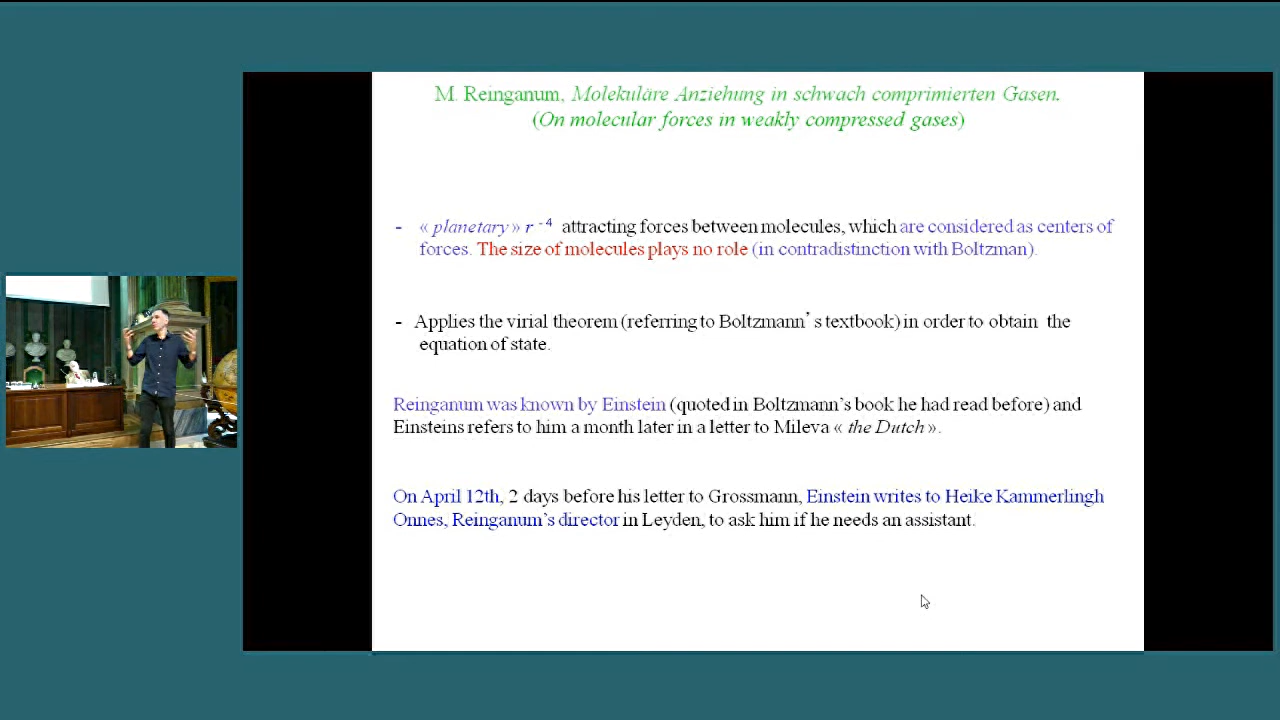 M. Reinganum, Molekuläre Anziehung in schwach comprimierten Gasen.
(On molecular forces in weakly compressed gases)
- « planetary » r ⁻⁴ attracting forces between molecules, which are considered as centers of
forces. The size of molecules plays no role (in contradistinction with Boltzman).
- Applies the virial theorem (referring to Boltzmann's textbook) in order to obtain the
equation of state.
Reinganum was known by Einstein (quoted in Boltzmann's book he had read before) and
Einsteins refers to him a month later in a letter to Mileva « the Dutch ».
On April 12th, 2 days before his letter to Grossmann, Einstein writes to Heike Kammerlingh
Onnes, Reinganum's director in Leyden, to ask him if he needs an assistant.